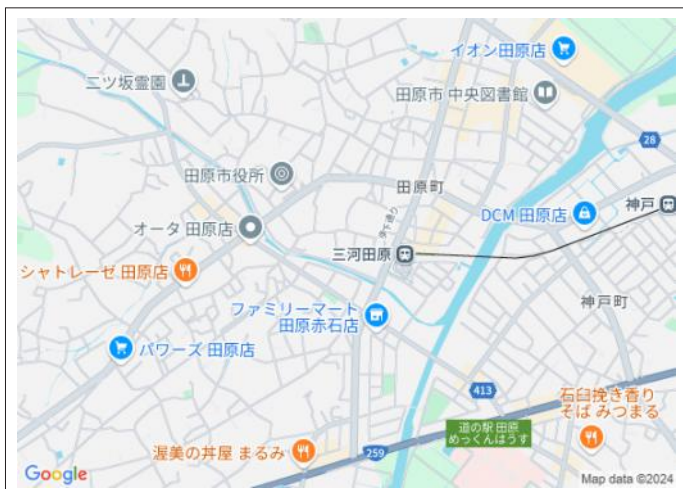 イオン田原店
二ツ坂霊園
田原市 中央図書館
28
田原市役所
田原町
神戸
DCM 田原店
オータ 田原店
三河田原
シャトレーゼ 田原店
神戸町
ファミリーマート
田原赤石店
パワーズ 田原店
413
石臼挽き香り
そば みつまる
道の駅 田原
めっくんはうす
渥美の丼屋 まるみ
259
Google
Map data ©2024